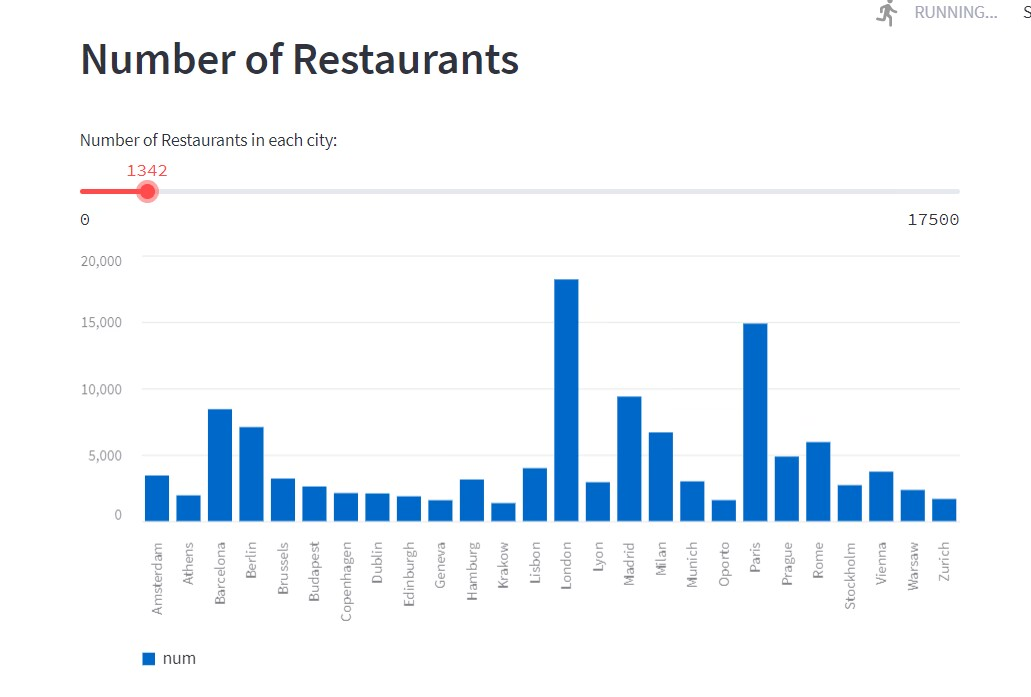 RUNNING...
Number of Restaurants
Number of Restaurants in each city:
1342
0 17500
20,000
15,000
10,000
5,000
0
Amsterdam
Athens
Barcelona
Berlin
Brussels
Budapest
Copenhagen
Dublin
Edinburgh
Geneva
Hamburg
Krakow
Lisbon
London
Lyon
Madrid
Milan
Munich
Oporto
Paris
Prague
Rome
Stockholm
Vienna
Warsaw
Zurich
num